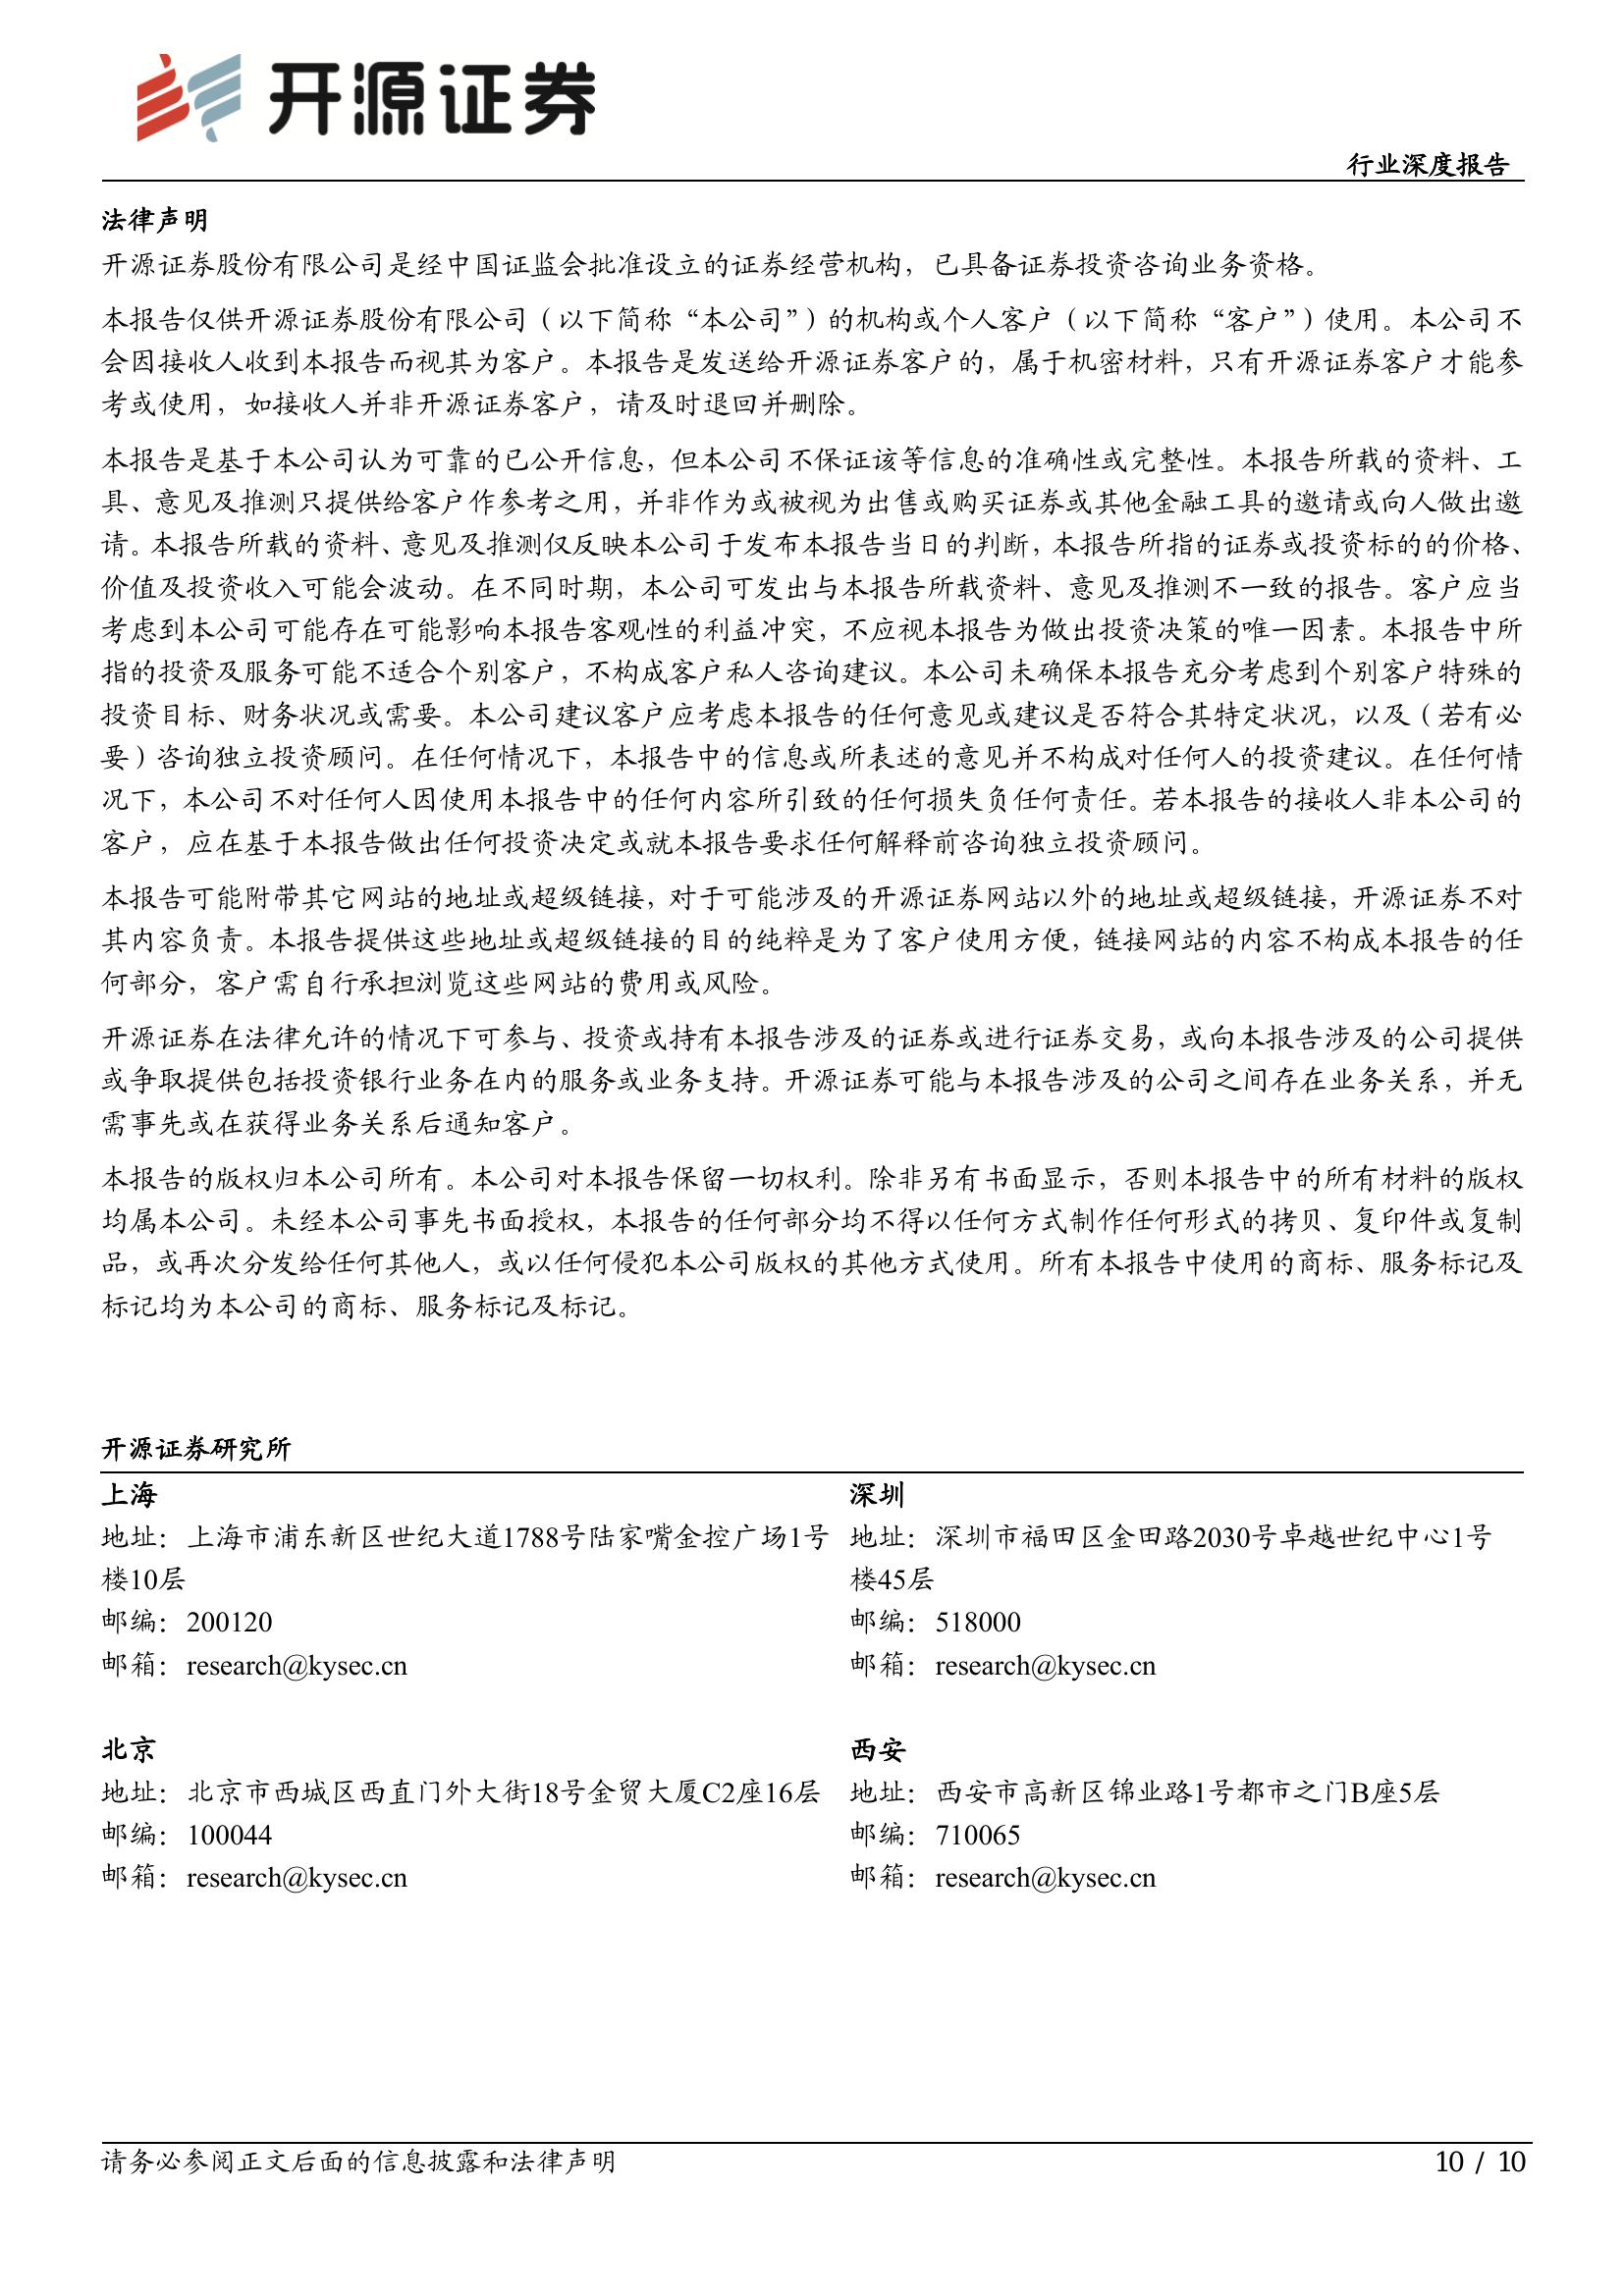 开源证券
行业深度报告
法律声明
开源证券股份有限公司是经中国证监会批准设立的证券经营机构，已具备证券投资咨询业务资格。
本报告仅供开源证券股份有限公司（以下简称“本公司”）的机构或个人客户（以下简称“客户”）使用。本公司不
会因接收人收到本报告而视其为客户。本报告是发送给开源证券客户的，属于机密材料，只有开源证券客户才能参
考或使用，如接收人并非开源证券客户，请及时退回并删除。
本报告是基于本公司认为可靠的已公开信息，但本公司不保证该等信息的准确性或完整性。本报告所载的资料、工
具、意见及推测只提供给客户作参考之用，并非作为或被视为出售或购买证券或其他金融工具的邀请或向人做出邀
请。本报告所载的资料、意见及推测仅反映本公司于发布本报告当日的判断，本报告所指的证券或投资标的的价格、
价值及投资收入可能会波动。在不同时期，本公司可发出与本报告所载资料、意见及推测不一致的报告。客户应当
考虑到本公司可能存在可能影响本报告客观性的利益冲突，不应视本报告为做出投资决策的唯一因素。本报告中所
指的投资及服务可能不适合个别客户，不构成客户私人咨询建议。本公司未确保本报告充分考虑到个别客户特殊的
投资目标、财务状况或需要。本公司建议客户应考虑本报告的任何意见或建议是否符合其特定状况，以及（若有必
要）咨询独立投资顾问。在任何情况下，本报告中的信息或所表述的意见并不构成对任何人的投资建议。在任何情
况下，本公司不对任何人因使用本报告中的任何内容所引致的任何损失负任何责任。若本报告的接收人非本公司的
客户，应在基于本报告做出任何投资决定或就本报告要求任何解释前咨询独立投资顾问。
本报告可能附带其它网站的地址或超级链接，对于可能涉及的开源证券网站以外的地址或超级链接，开源证券不对
其内容负责。本报告提供这些地址或超级链接的目的纯粹是为了客户使用方便，链接网站的内容不构成本报告的任
何部分，客户需自行承担浏览这些网站的费用或风险。
开源证券在法律允许的情况下可参与、投资或持有本报告涉及的证券或进行证券交易，或向本报告涉及的公司提供
或争取提供包括投资银行业务在内的服务或业务支持。开源证券可能与本报告涉及的公司之间存在业务关系，并无
需事先或在获得业务关系后通知客户。
本报告的版权归本公司所有。本公司对本报告保留一切权利。除非另有书面显示，否则本报告中的所有材料的版权
均属本公司。未经本公司事先书面授权，本报告的任何部分均不得以任何方式制作任何形式的拷贝、复印件或复制
品，或再次分发给任何其他人，或以任何侵犯本公司版权的其他方式使用。所有本报告中使用的商标、服务标记及
标记均为本公司的商标、服务标记及标记。
开源证券研究所
上海
地址：上海市浦东新区世纪大道1788号陆家嘴金控广场1号
楼10层
邮编：200120
邮箱：research@kysec.cn
深圳
地址：深圳市福田区金田路2030号卓越世纪中心1号
楼45层
邮编：518000
邮箱：research@kysec.cn
北京
地址：北京市西城区西直门外大街18号金贸大厦C2座16层
邮编：100044
邮箱：research@kysec.cn
西安
地址：西安市高新区锦业路1号都市之门B座5层
邮编：710065
邮箱：research@kysec.cn
请务必参阅正文后面的信息披露和法律声明
10 / 10